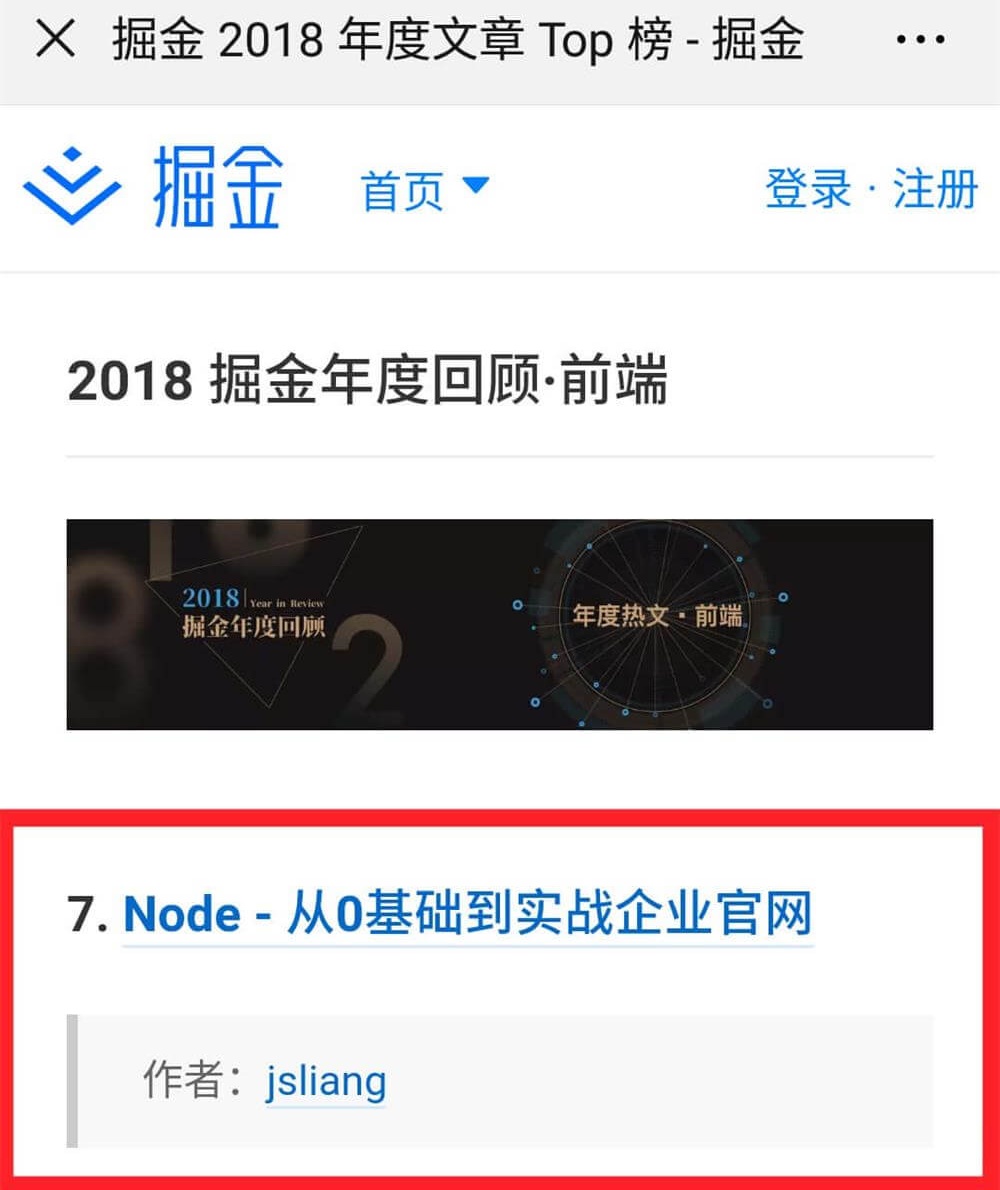 掘金 2018 年度文章 Top 榜 - 掘金
掘金 首页 登录 · 注册
2018 掘金年度回顾·前端
2018 Year in Review
掘金年度回顾
年度热文·前端
7. Node - 从0基础到实战企业官网
作者：jsliang